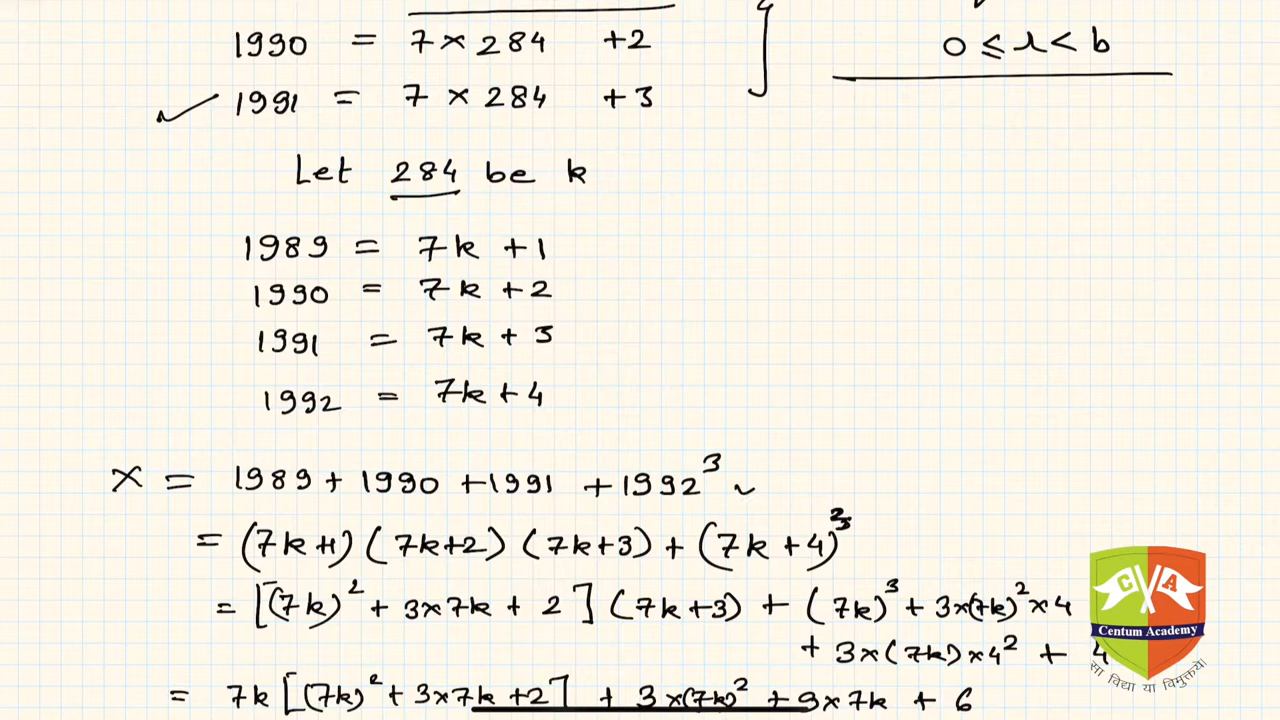 1990 = 7 × 284 + 2
0 ≤ r < b
1991 = 7 × 284 + 3
Let 284 be k
1989 = 7k + 1
1990 = 7k + 2
1991 = 7k + 3
1992 = 7k + 4
X = 1989 + 1990 + 1991 + 1992³
= (7k+1) (7k+2) (7k+3) + (7k+4)³
= [(7k)² + 3×7k + 2] (7k+3) + (7k)³ + 3×(7k)²×4
+ 3×(7k)×4² + 4
= 7k [(7k)² + 3×7k + 2] + 3×(7k)² + 9×7k + 6
C A
Centum Academy
सा विद्या या विमुक्तये।